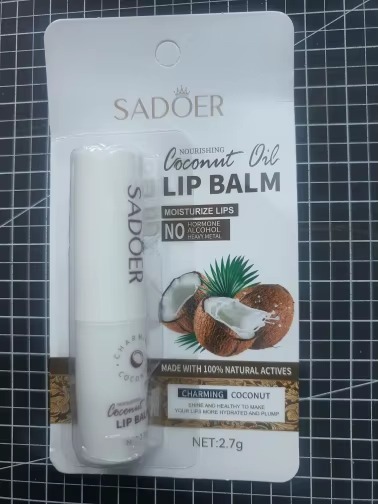 SADOER
NOURISHING
Coconut Oil
LIP BALM
MOISTURIZE LIPS
NO HORMONE
ALCOHOL
HEAVY METAL
MADE WITH 100% NATURAL ACTIVES
CHARMING COCONUT
SHINE AND HEALTHY TO MAKE
YOUR LIPS MORE HYDRATED AND PLUMP
NET:2.7g
SADOER
NOURISHING
Coconut
LIP BALM